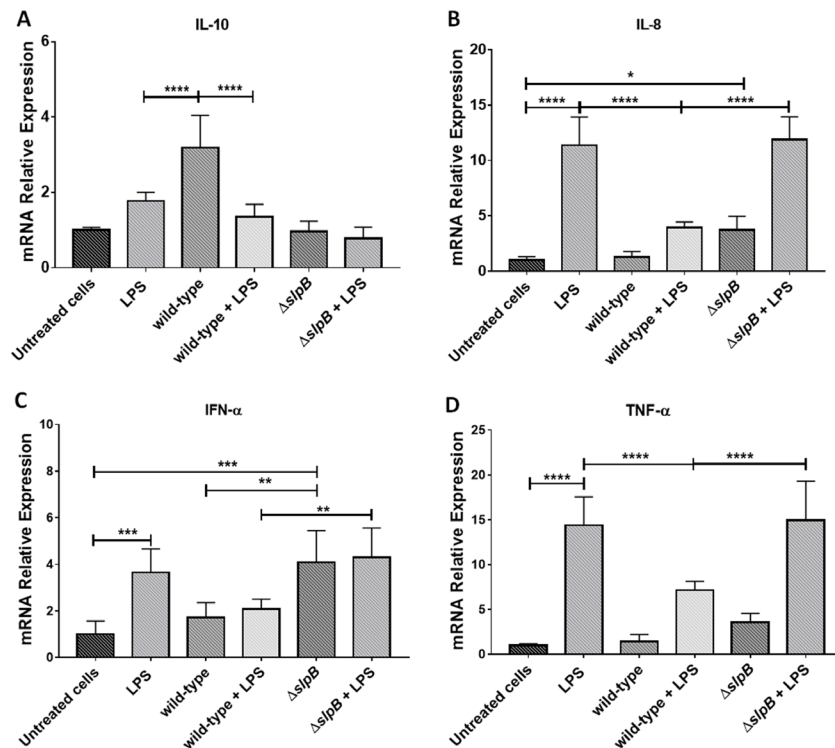 A
IL-10
mRNA Relative Expression
6
4
2
0
****
****
Untreated cells
LPS
wild-type
wild-type + LPS
ΔslpB
ΔslpB + LPS
B
IL-8
mRNA Relative Expression
20
15
10
5
0
*
****
****
****
Untreated cells
LPS
wild-type
wild-type + LPS
ΔslpB
ΔslpB + LPS
C
IFN-α
mRNA Relative Expression
10
8
6
4
2
0
***
**
**
***
Untreated cells
LPS
wild-type
wild-type + LPS
ΔslpB
ΔslpB + LPS
D
TNF-α
mRNA Relative Expression
25
20
15
10
5
0
****
****
****
Untreated cells
LPS
wild-type
wild-type + LPS
ΔslpB
ΔslpB + LPS